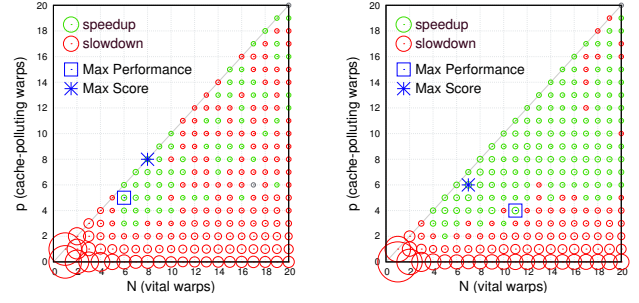 speedup
slowdown
Max Performance
Max Score
p (cache-polluting warps)
20
18
16
14
12
10
8
6
4
2
0
0 2 4 6 8 10 12 14 16 18 20
N (vital warps)
speedup
slowdown
Max Performance
Max Score
p (cache-polluting warps)
20
18
16
14
12
10
8
6
4
2
0
0 2 4 6 8 10 12 14 16 18 20
N (vital warps)